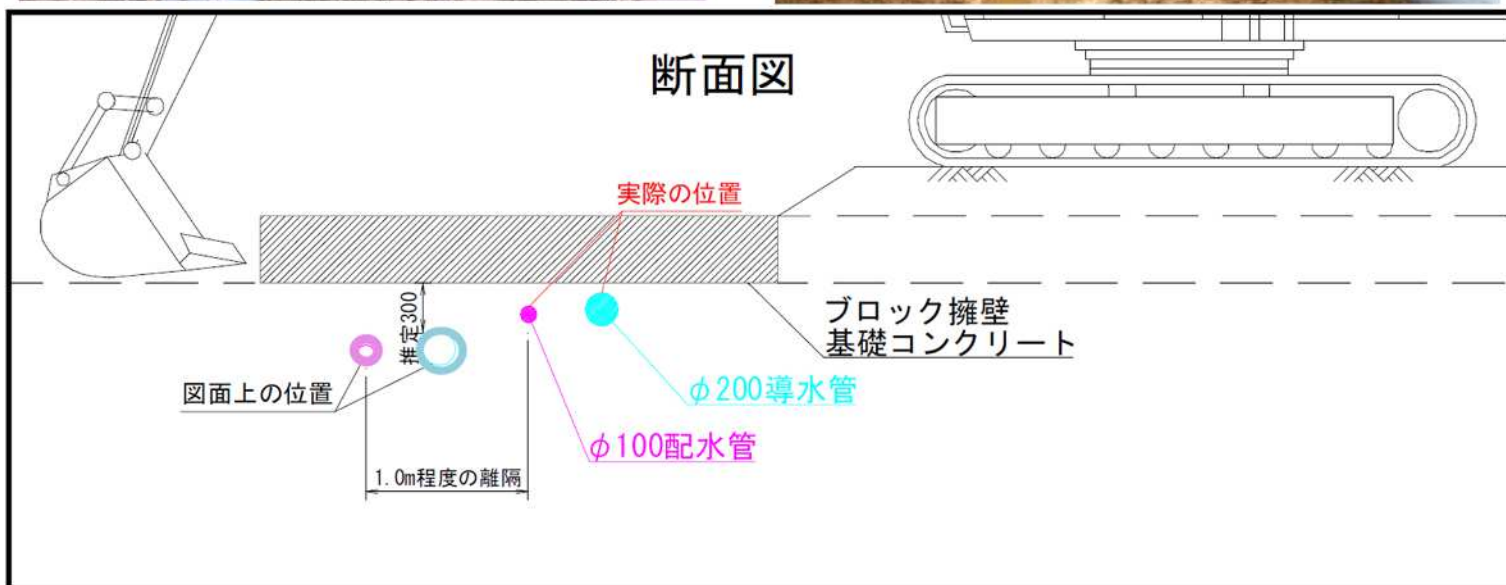 断面図
実際の位置
推定300
ブロック擁壁
基礎コンクリート
図面上の位置
φ200導水管
φ100配水管
1.0m程度の離隔